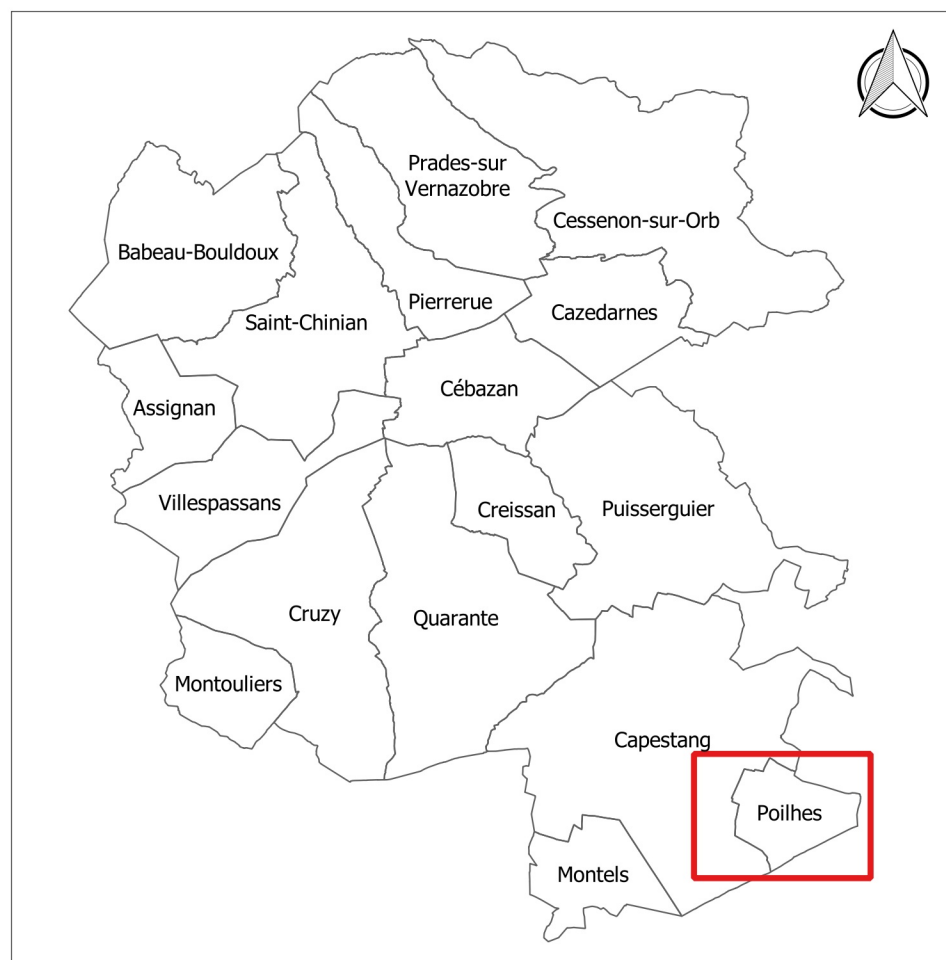 Prades-sur
Vernazobre
Cessenon-sur-Orb
Babeau-Bouldoux
Pierrerue
Cazedarnes
Saint-Chinian
Cébazan
Assignan
Villespassans
Creissan
Puisserguier
Cruzy
Quarante
Montouliers
Capestang
Poilhes
Montels